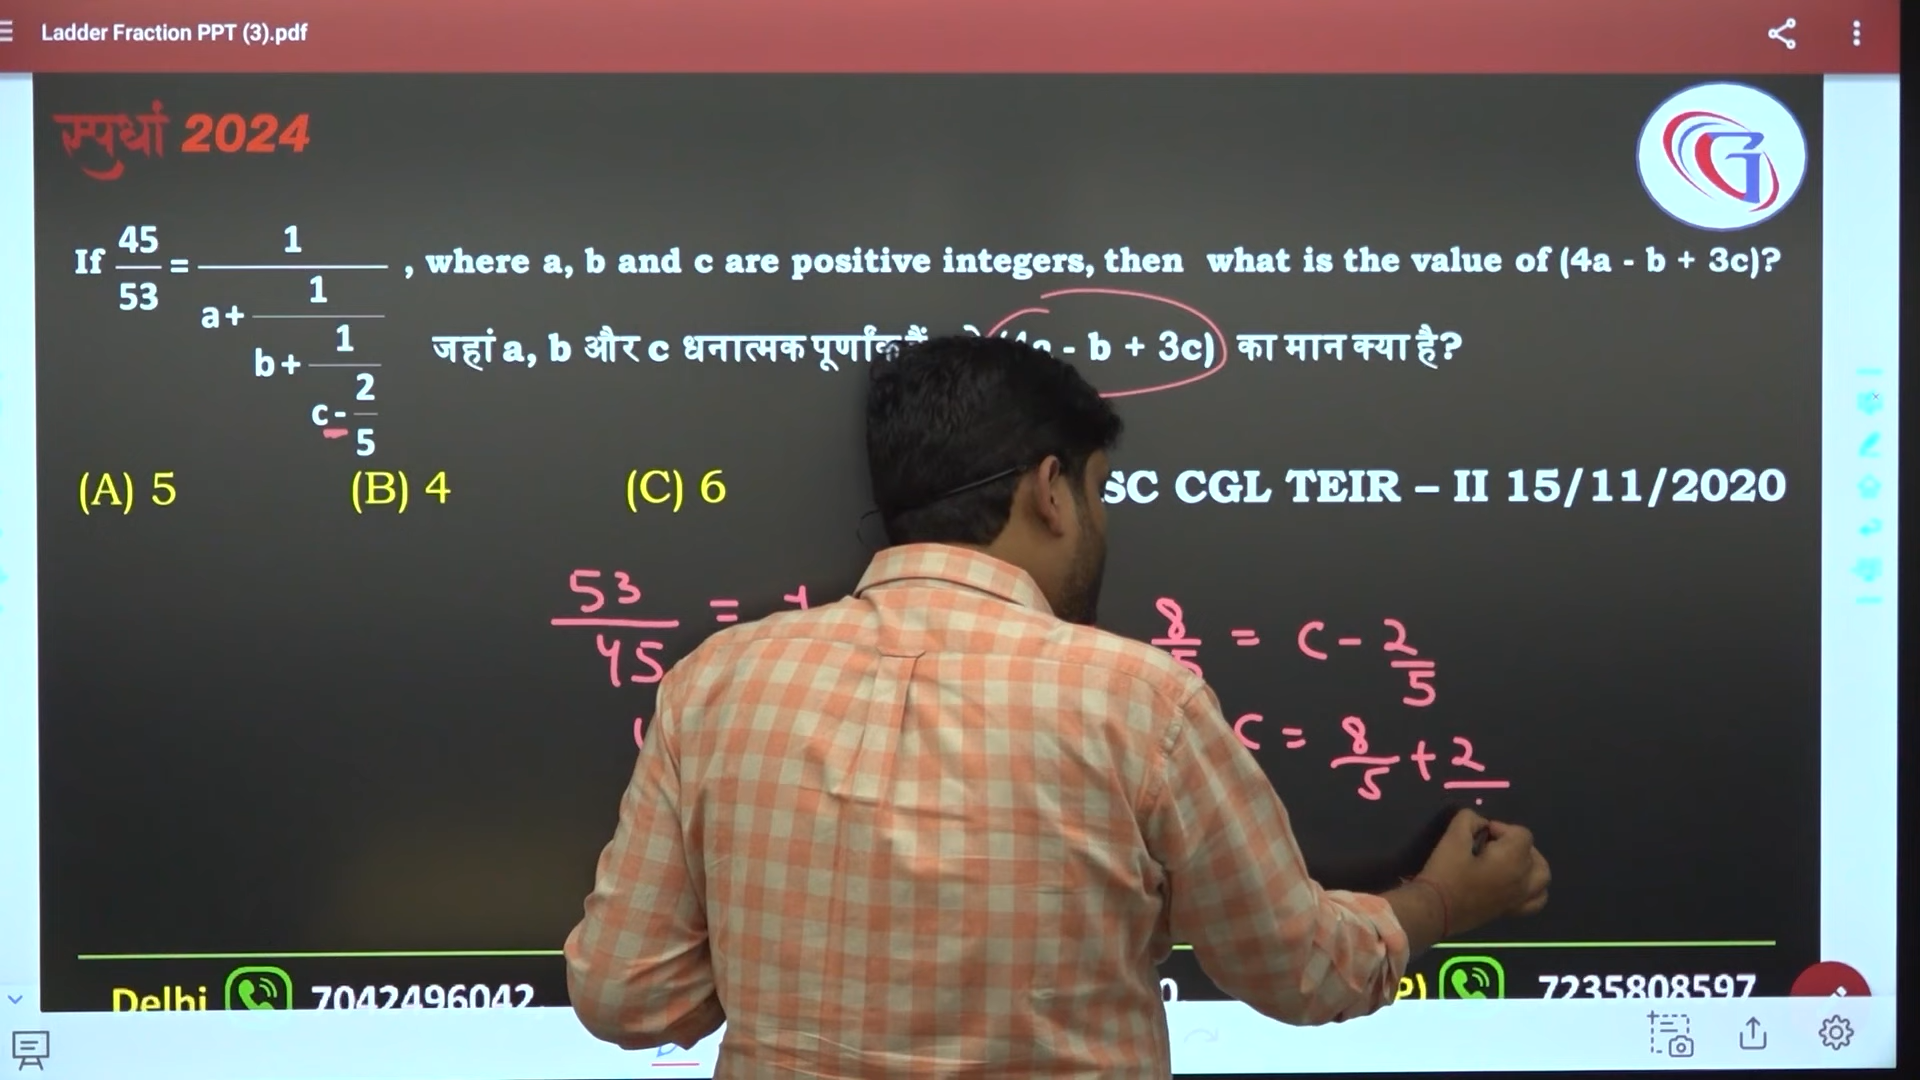 Ladder Fraction PPT (3).pdf
स्पर्धा 2024
If 45/53 = 1/(a+ 1/(b+ 1/(c- 2/5))) , where a, b and c are positive integers, then what is the value of (4a - b + 3c)?
जहां a, b और c धनात्मक पूर्णांक - b + 3c) का मान क्या है?
(A) 5 (B) 4 (C) 6 SC CGL TEIR – II 15/11/2020
53/45 =
8/5 = c - 2/5
c = 8/5 + 2
Delhi 7042496042, 7235808597